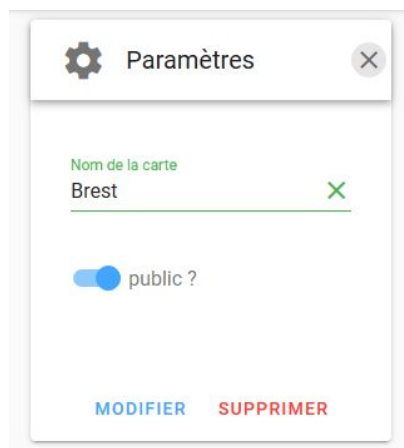 Paramètres
Nom de la carte
Brest
public ?
MODIFIER SUPPRIMER